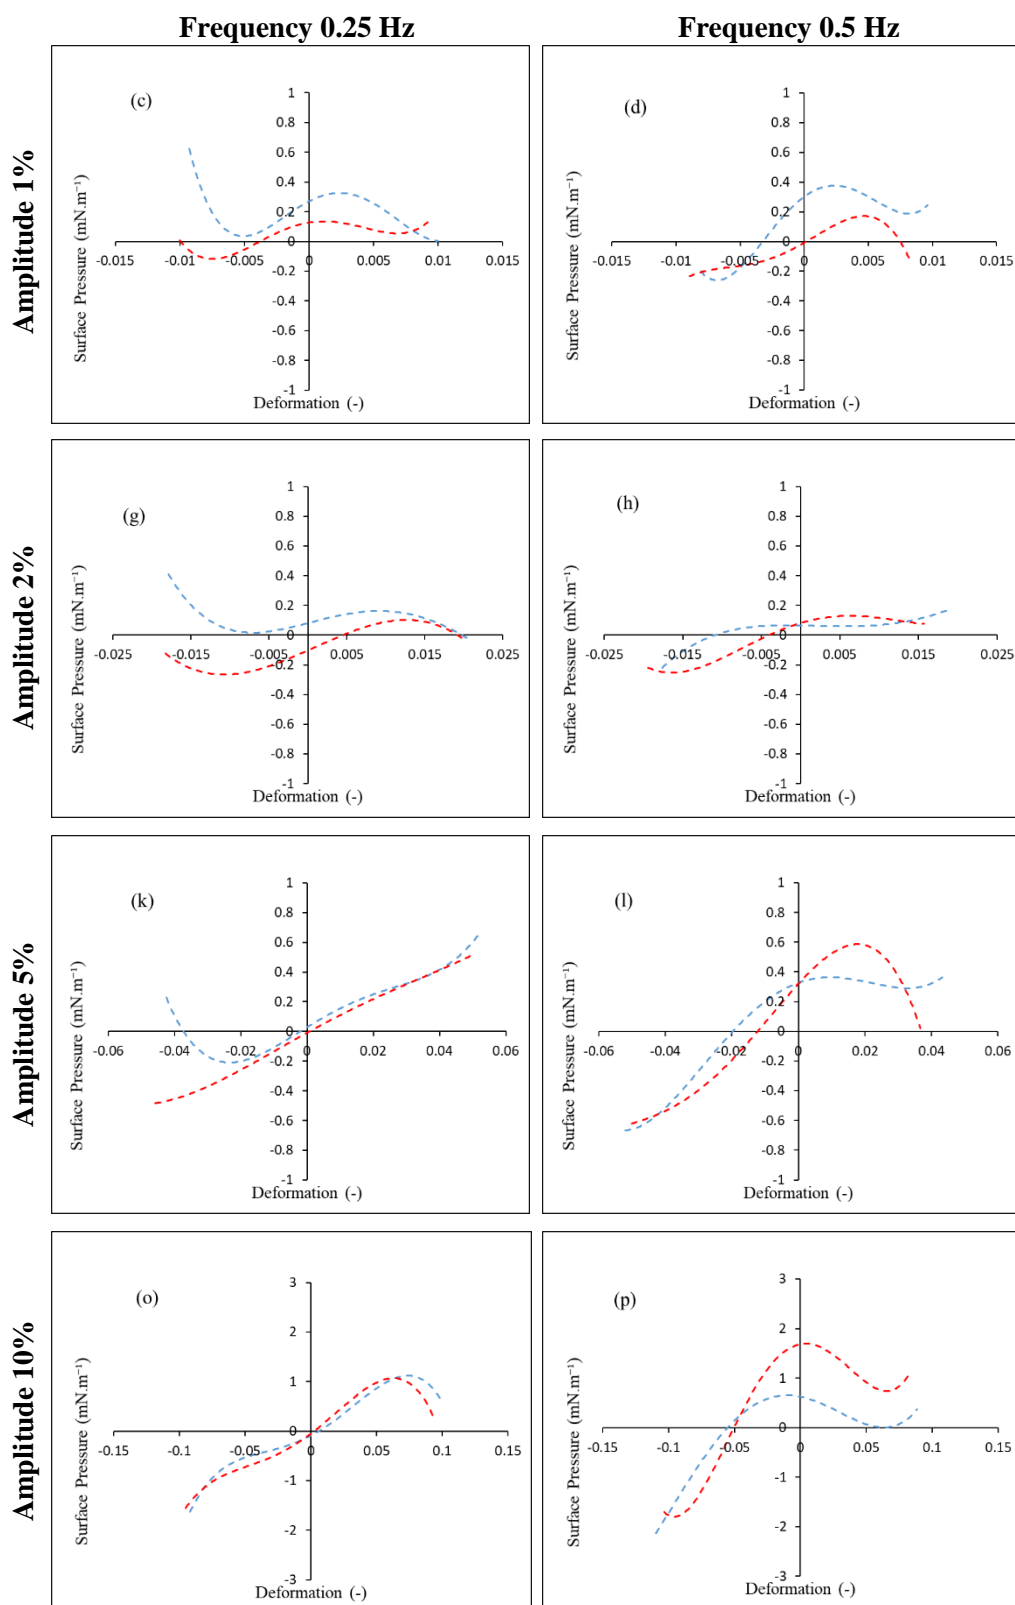 Frequency 0.25 Hz
Frequency 0.5 Hz
Amplitude 1%
(c)
Surface Pressure (mN.m⁻¹)
1
0.8
0.6
0.4
0.2
0
-0.2
-0.4
-0.6
-0.8
-1
-0.015 -0.01 -0.005 0 0.005 0.01 0.015
Deformation (-)
(d)
Surface Pressure (mN.m⁻¹)
1
0.8
0.6
0.4
0.2
0
-0.2
-0.4
-0.6
-0.8
-1
-0.015 -0.01 -0.005 0 0.005 0.01 0.015
Deformation (-)
Amplitude 2%
(g)
Surface Pressure (mN.m⁻¹)
1
0.8
0.6
0.4
0.2
0
-0.2
-0.4
-0.6
-0.8
-1
-0.025 -0.015 -0.005 0.005 0.015 0.025
Deformation (-)
(h)
Surface Pressure (mN.m⁻¹)
1
0.8
0.6
0.4
0.2
0
-0.2
-0.4
-0.6
-0.8
-1
-0.025 -0.015 -0.005 0.005 0.015 0.025
Deformation (-)
Amplitude 5%
(k)
Surface Pressure (mN.m⁻¹)
1
0.8
0.6
0.4
0.2
0
-0.2
-0.4
-0.6
-0.8
-1
-0.06 -0.04 -0.02 0 0.02 0.04 0.06
Deformation (-)
(l)
Surface Pressure (mN.m⁻¹)
1
0.8
0.6
0.4
0.2
0
-0.2
-0.4
-0.6
-0.8
-1
-0.06 -0.04 -0.02 0 0.02 0.04 0.06
Deformation (-)
Amplitude 10%
(o)
Surface Pressure (mN.m⁻¹)
3
2
1
0
-1
-2
-3
-0.15 -0.1 -0.05 0 0.05 0.1 0.15
Deformation (-)
(p)
Surface Pressure (mN.m⁻¹)
3
2
1
0
-1
-2
-3
-0.15 -0.1 -0.05 0 0.05 0.1 0.15
Deformation (-)